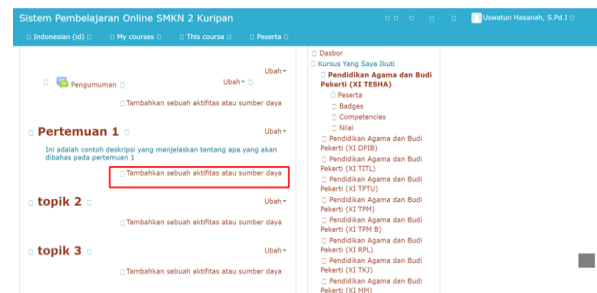 Sistem Pembelajaran Online SMKN 2 Kuripan
Uswatun Hasanah, S.Pd.I
Indonesian (id) My courses This course Peserta
Ubah
Pengumuman Ubah
Tambahkan sebuah aktifitas atau sumber daya
Pertemuan 1 Ubah
Ini adalah contoh deskripsi yang menjelaskan tentang apa yang akan
dibahas pada pertemuan 1
Tambahkan sebuah aktifitas atau sumber daya
topik 2 Ubah
Tambahkan sebuah aktifitas atau sumber daya
topik 3 Ubah
Tambahkan sebuah aktifitas atau sumber daya
Dasbor
Kursus Yang Saya Ikuti
Pendidikan Agama dan Budi
Pekerti (XI TESHA)
Peserta
Badges
Competencies
Nilai
Pendidikan Agama dan Budi
Pekerti (XI DPIB)
Pendidikan Agama dan Budi
Pekerti (XI TITL)
Pendidikan Agama dan Budi
Pekerti (XI TPTU)
Pendidikan Agama dan Budi
Pekerti (XI TPM)
Pendidikan Agama dan Budi
Pekerti (XI TPM B)
Pendidikan Agama dan Budi
Pekerti (XI RPL)
Pendidikan Agama dan Budi
Pekerti (XI TKJ)
Pendidikan Agama dan Budi
Pekerti (XI MM)